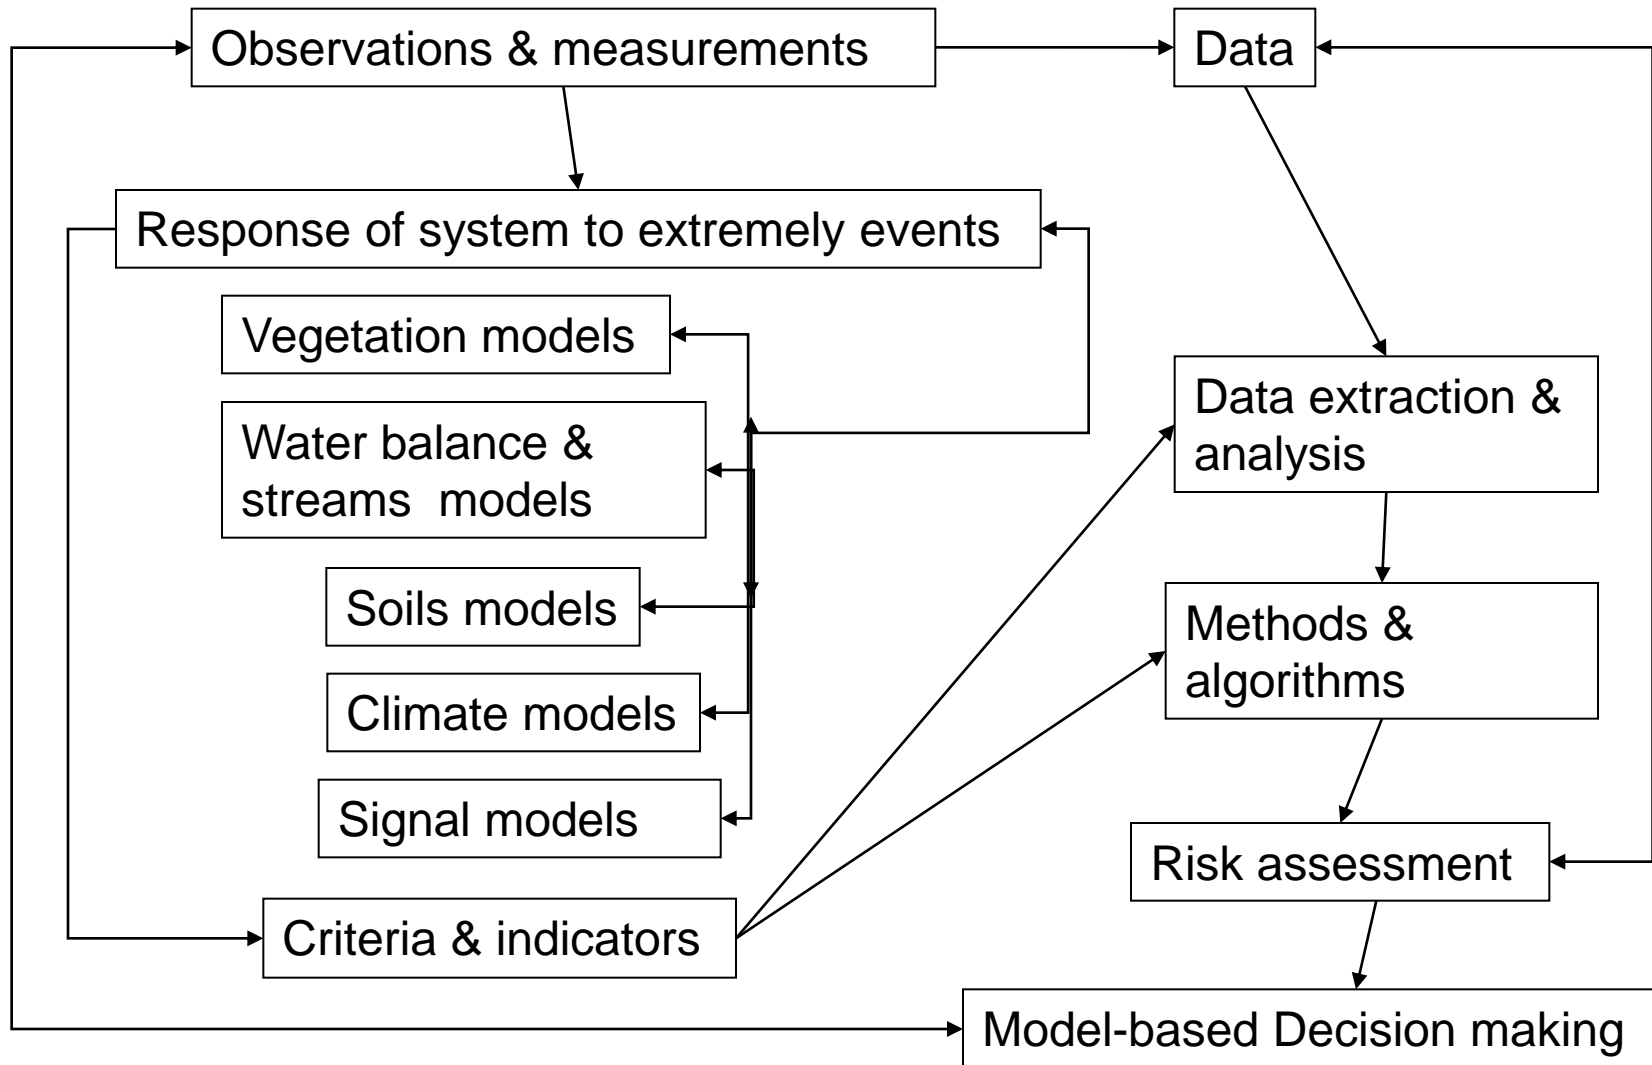 Observations & measurements
Data
Response of system to extremely events
Vegetation models
Water balance &
streams models
Soils models
Climate models
Signal models
Criteria & indicators
Data extraction &
analysis
Methods &
algorithms
Risk assessment
Model-based Decision making